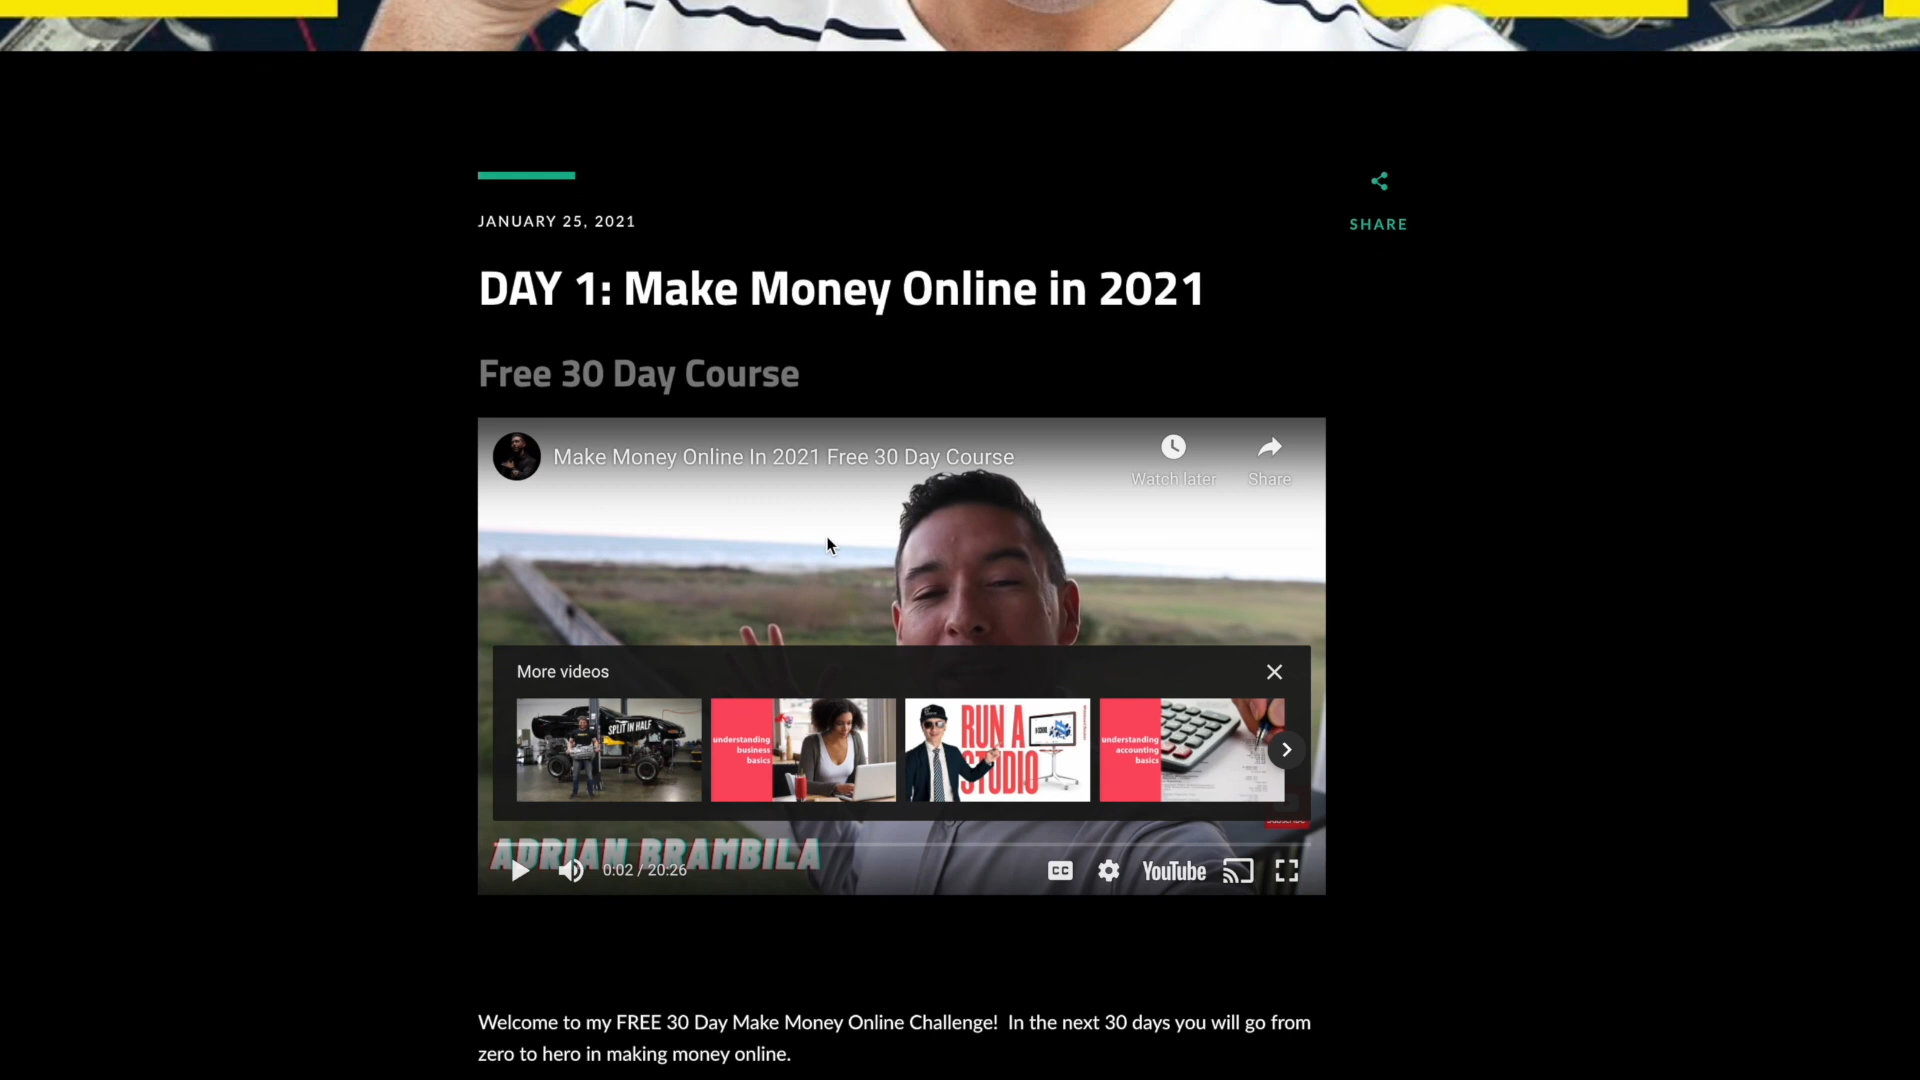 JANUARY 25, 2021
SHARE
DAY 1: Make Money Online in 2021
Free 30 Day Course
Make Money Online In 2021 Free 30 Day Course
Watch later
Share
More videos
SPLIT IN HALF
understanding
business
basics
RUN A
STUDIO
understanding
accounting
basics
ADRIAN BRAMBILA
0:02 / 20:26
CC
YouTube
Welcome to my FREE 30 Day Make Money Online Challenge!  In the next 30 days you will go from
zero to hero in making money online.